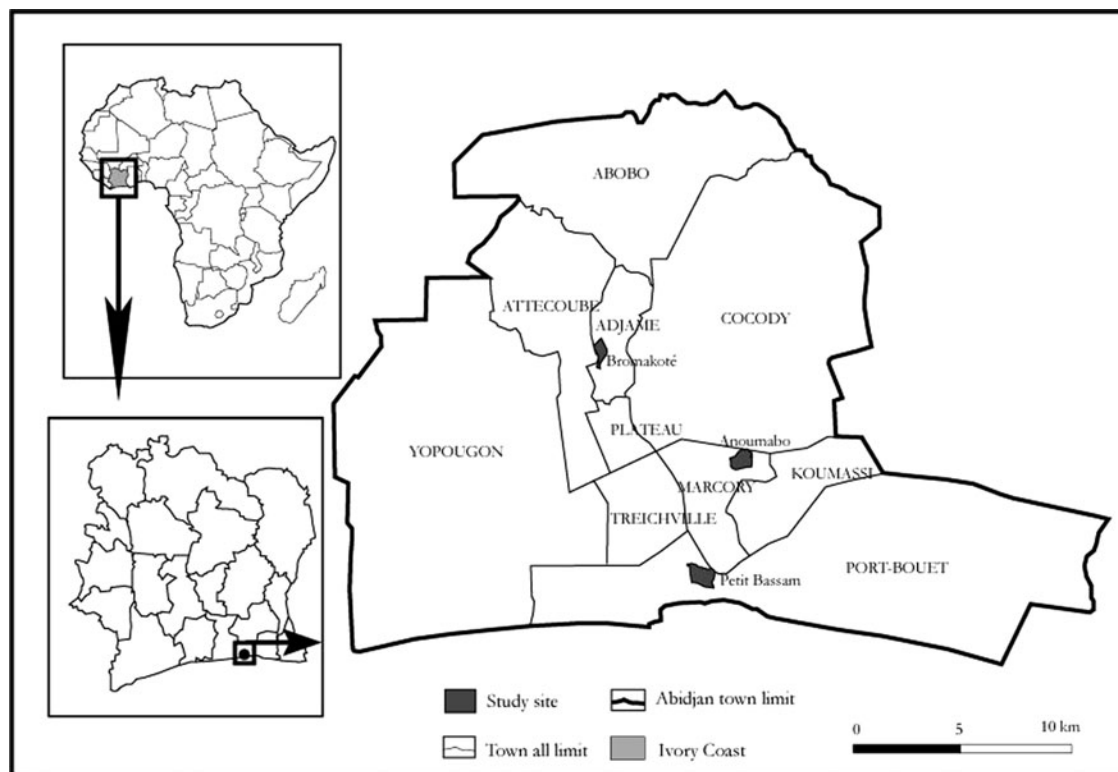 ABOBO
ATTECOUBE
ADJAME
COCODY
Bromakoté
PLATEAU
Anoumabo
YOPOUGON
KOUMASSI
MARCORY
TREICHVILLE
PORT-BOUET
Petit Bassam
Study site
Abidjan town limit
Town all limit
Ivory Coast
0 5 10 km